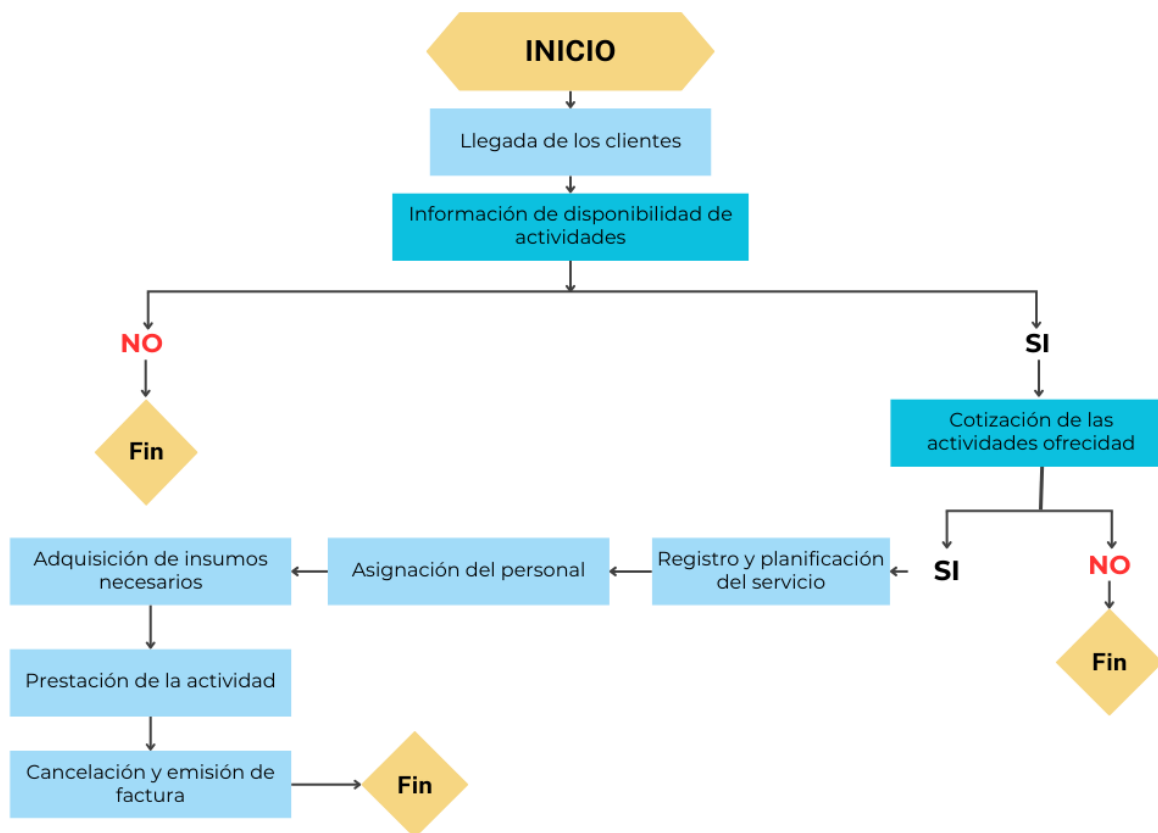 INICIO
Llegada de los clientes
Información de disponibilidad de
actividades
NO
SI
Fin
Cotización de las
actividades ofrecidad
Adquisición de insumos
necesarios
Asignación del personal
Registro y planificación
del servicio
SI
NO
Prestación de la actividad
Fin
Cancelación y emisión de
factura
Fin